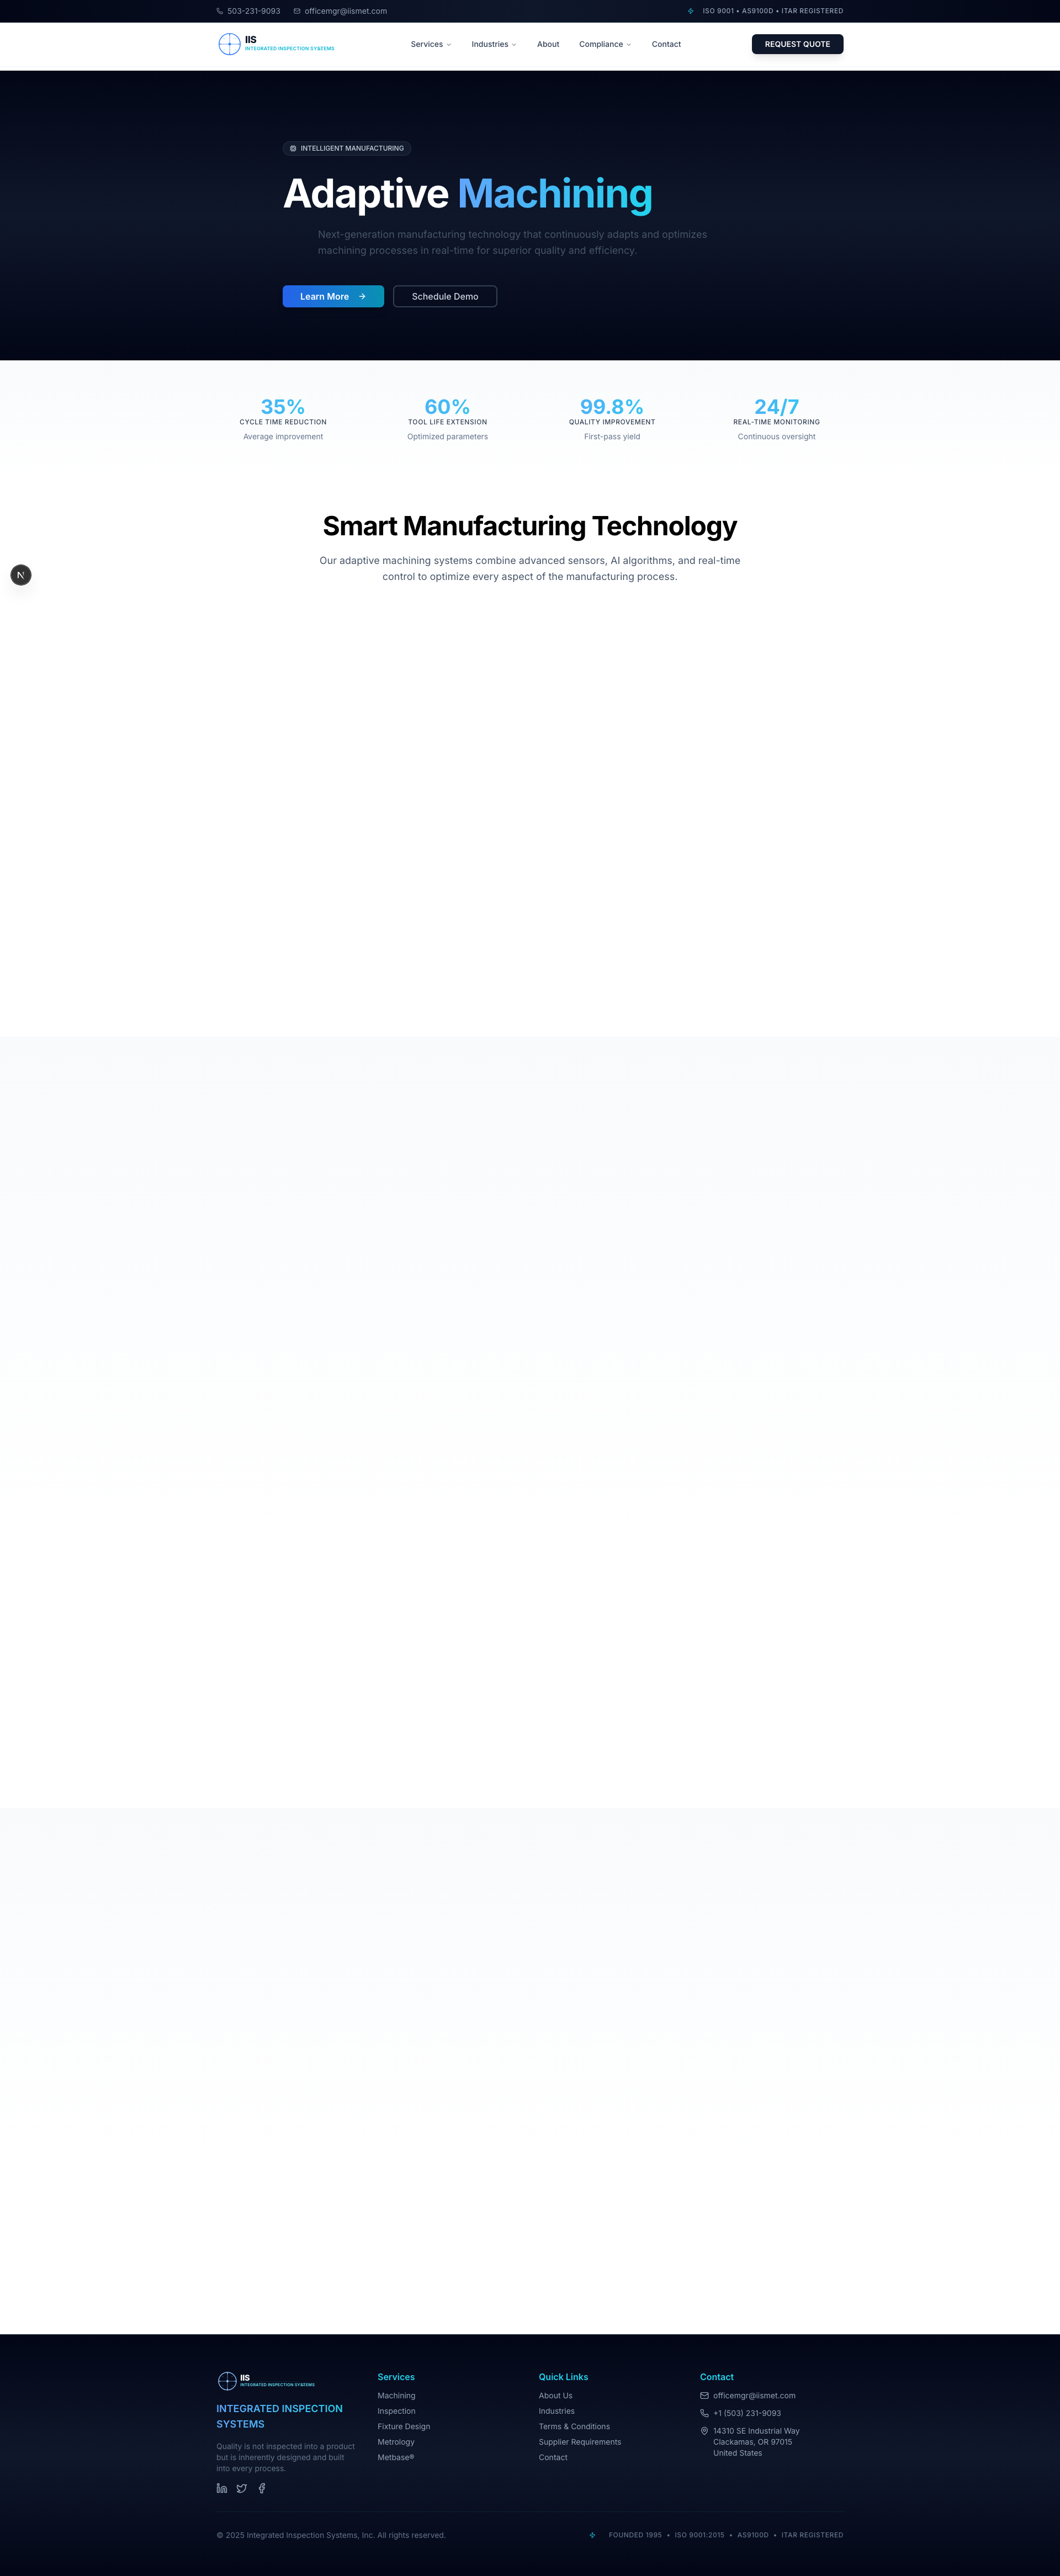 503-231-9093 officemgr@iismet.com ISO 9001 • AS9100D • ITAR REGISTERED
IIS
INTEGRATED INSPECTION SYSTEMS
Services Industries About Compliance Contact REQUEST QUOTE
INTELLIGENT MANUFACTURING
Adaptive Machining
Next-generation manufacturing technology that continuously adapts and optimizes
machining processes in real-time for superior quality and efficiency.
Learn More Schedule Demo
35% 60% 99.8% 24/7
CYCLE TIME REDUCTION TOOL LIFE EXTENSION QUALITY IMPROVEMENT REAL-TIME MONITORING
Average improvement Optimized parameters First-pass yield Continuous oversight
Smart Manufacturing Technology
Our adaptive machining systems combine advanced sensors, AI algorithms, and real-time
control to optimize every aspect of the manufacturing process.
N
IIS
INTEGRATED INSPECTION SYSTEMS
INTEGRATED INSPECTION
SYSTEMS
Quality is not inspected into a product
but is inherently designed and built
into every process.
Services
Machining
Inspection
Fixture Design
Metrology
Metbase®
Quick Links
About Us
Industries
Terms & Conditions
Supplier Requirements
Contact
Contact
officemgr@iismet.com
+1 (503) 231-9093
14310 SE Industrial Way
Clackamas, OR 97015
United States
© 2025 Integrated Inspection Systems, Inc. All rights reserved. FOUNDED 1995 • ISO 9001:2015 • AS9100D • ITAR REGISTERED